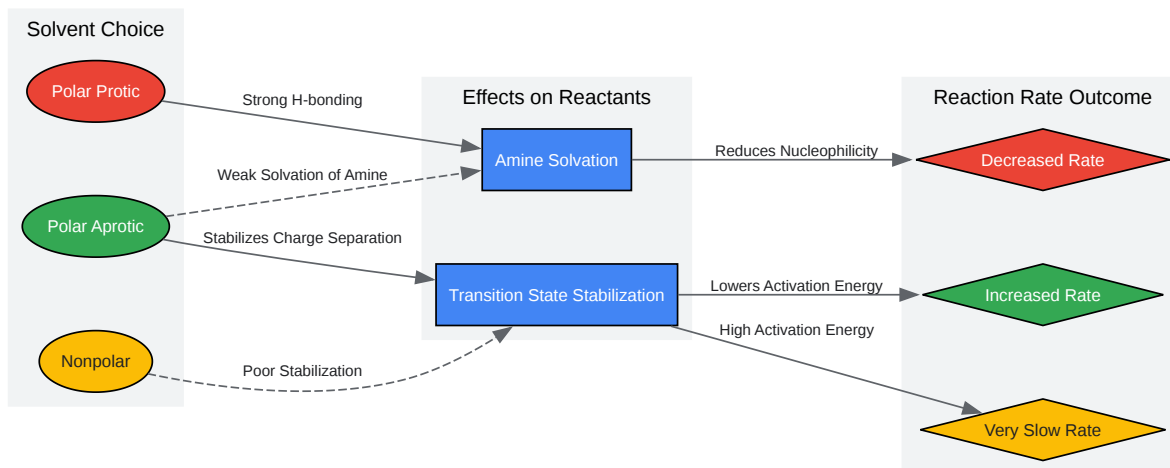 Solvent Choice
Polar Protic
Polar Aprotic
Nonpolar
Strong H-bonding
Weak Solvation of Amine
Stabilizes Charge Separation
Poor Stabilization
Effects on Reactants
Amine Solvation
Transition State Stabilization
Reduces Nucleophilicity
Lowers Activation Energy
High Activation Energy
Reaction Rate Outcome
Decreased Rate
Increased Rate
Very Slow Rate